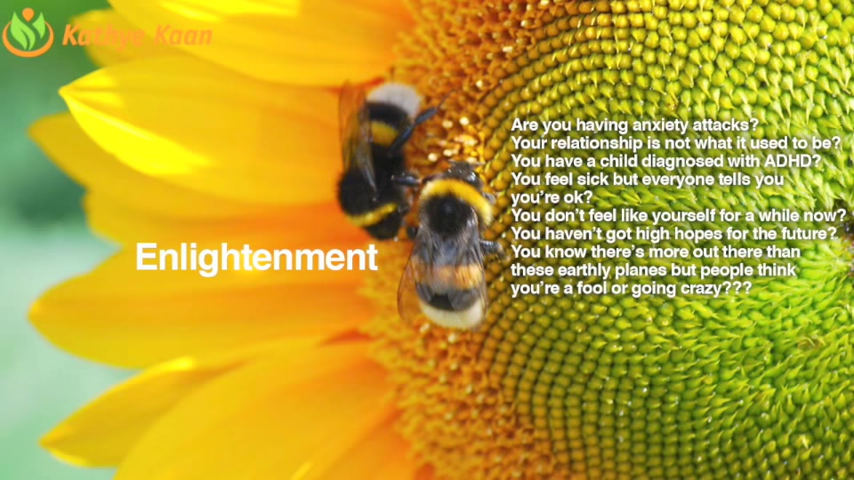 Kathye Kaan
Enlightenment
Are you having anxiety attacks?
Your relationship is not what it used to be?
You have a child diagnosed with ADHD?
You feel sick but everyone tells you
you're ok?
You don't feel like yourself for a while now?
You haven't got high hopes for the future?
You know there's more out there than
these earthly planes but people think
you're a fool or going crazy???